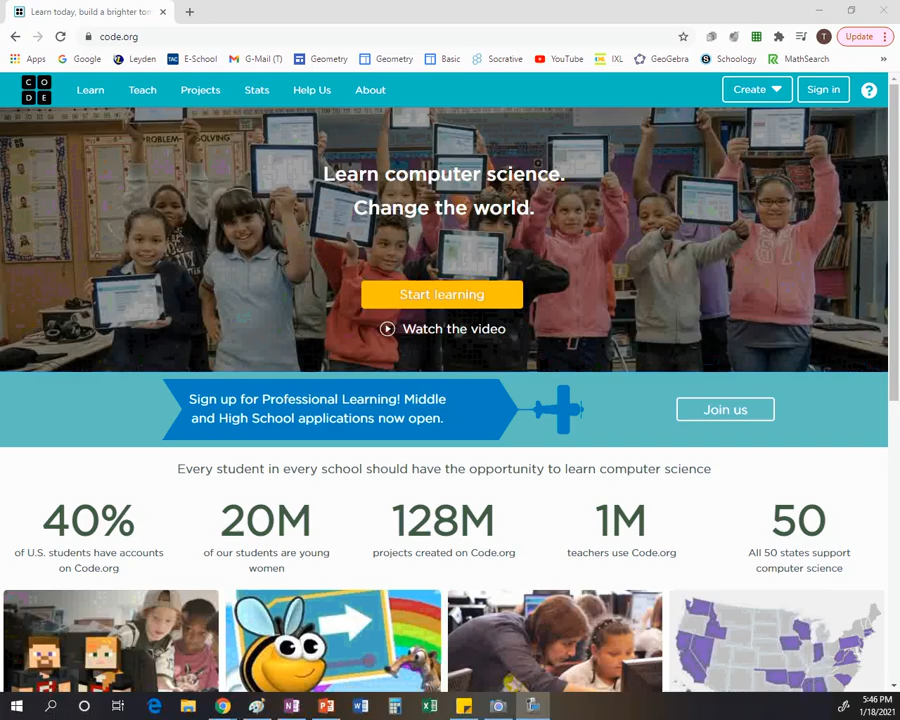 Learn today, build a brighter tom
code.org
Update
Apps Google Leyden E-School G-Mail (T) Geometry Geometry Basic Socrative YouTube IXL GeoGebra Schoology MathSearch »
CODE Learn Teach Projects Stats Help Us About Create Sign in ?
PROBLEM - SOLVING
Learn computer science.
Change the world.
Start learning
Watch the video
Sign up for Professional Learning! Middle
and High School applications now open.
Join us
Every student in every school should have the opportunity to learn computer science
40% 20M 128M 1M 50
of U.S. students have accounts
on Code.org
of our students are young
women
projects created on Code.org
teachers use Code.org
All 50 states support
computer science
5:46 PM
1/18/2021